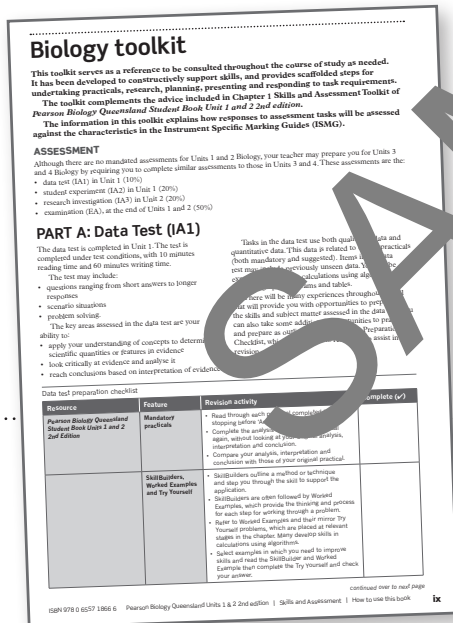 Biology toolkit
This toolkit serves as a reference to be consulted throughout the course of study as needed.
It has been developed to constructively support skills, and provides scaffolded steps for
undertaking practicals, research, planning, presenting and responding to task requirements.
The toolkit complements the advice included in Chapter 1 Skills and Assessment Toolkit of
Pearson Biology Queensland Student Book Unit 1 and 2 2nd edition.
The information in this toolkit explains how responses to assessment tasks will be assessed
against the characteristics in the Instrument Specific Marking Guides (ISMG).
ASSESSMENT
Although there are no mandated assessments for Units 1 and 2 Biology, your teacher may prepare you for Units 3
and 4 Biology by requiring you to complete similar assessments to those in Units 3 and 4. These assessments are the:
• data test (IA1) in Unit 1 (10%)
• student experiment (IA2) in Unit 1 (20%)
• research investigation (IA3) in Unit 2 (20%)
• examination (EA), at the end of Units 1 and 2 (50%)
PART A: Data Test (IA1)
The data test is completed in Unit 1. The test is
completed under test conditions, with 10 minutes
reading time and 60 minutes writing time.
The test may include:
• questions ranging from short answers to longer
responses
• scenario situations
• problem solving.
The key areas assessed in the data test are your
ability to:
• apply your understanding of concepts to
scientific quantities or features in evidence
• look critically at evidence and analyse it
• reach conclusions based on interpretation of
Tasks in the data test use both data and
quantitative data. This data is related to practicals
(both mandatory and suggested). Items in
test may previously unseen data.
calculations using
and tables.
There will be many experiences
that will provide you with opportunities to
the skills and subject matter assessed in the data
can also take some
and prepare as
Checklist, assist in
revision
Data test preparation checklist
Resource Feature Revision activity
Pearson Biology Queensland
Student Book Units 1 and 2
2nd Edition
Mandatory
practicals
• Read through each
stopping before
• Complete the
again, without looking at analysis,
interpretation and conclusion.
• Compare your analysis, interpretation and
conclusion with those of your original practical.
SkillBuilders,
Worked Examples
and Try Yourself
• SkillBuilders outline a method or technique
and step you through the skill to support the
application.
• SkillBuilders are often followed by Worked
Examples, which provide the thinking and process
for each step for working through a problem.
• Refer to Worked Examples and their mirror Try
Yourself problems, which are placed at relevant
stages in the chapter. Many develop skills in
calculations using algorithms.
• Select examples in which you need to improve
skills and read the SkillBuilder and Worked
Example then complete the Try Yourself and check
your answer.
continued over to next page
ISBN 978 0 6557 1866 6 Pearson Biology Queensland Units 1 & 2 2nd edition | Skills and Assessment | How to use this book ix